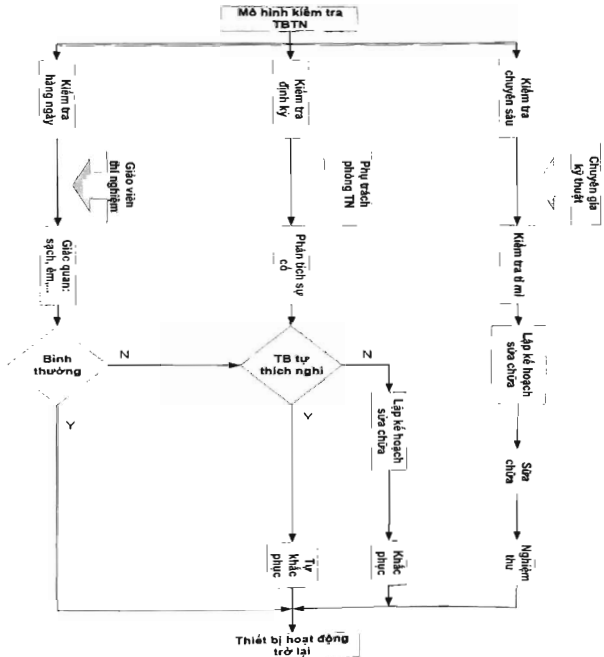 Mô hình kiểm tra
TBTN
Kiểm tra
hàng ngày
Kiểm tra
định kỳ
Kiểm tra
chuyên sâu
Giáo viên
thí nghiệm
Phụ trách
phòng TN
Chuyên gia
kỹ thuật
Giác quan:
sạch, êm,...
Phân tích sự
cố
Kiểm tra tỉ mỉ
Bình
thường
N
TB tự
thích nghi
N
Lập kế hoạch
sửa chữa
Y
Y
Lập kế hoạch
sửa chữa
Sửa
chữa
Tự
khắc
phục
Khắc
phục
Nghiệm
thu
Thiết bị hoạt động
trở lại